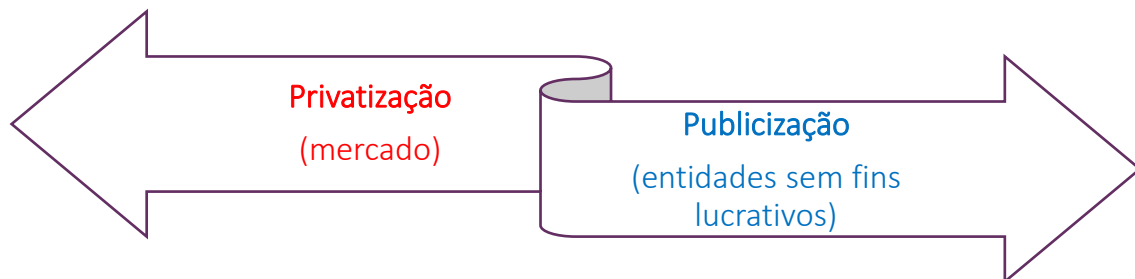 Privatização
(mercado)
Publicização
(entidades sem fins
lucrativos)